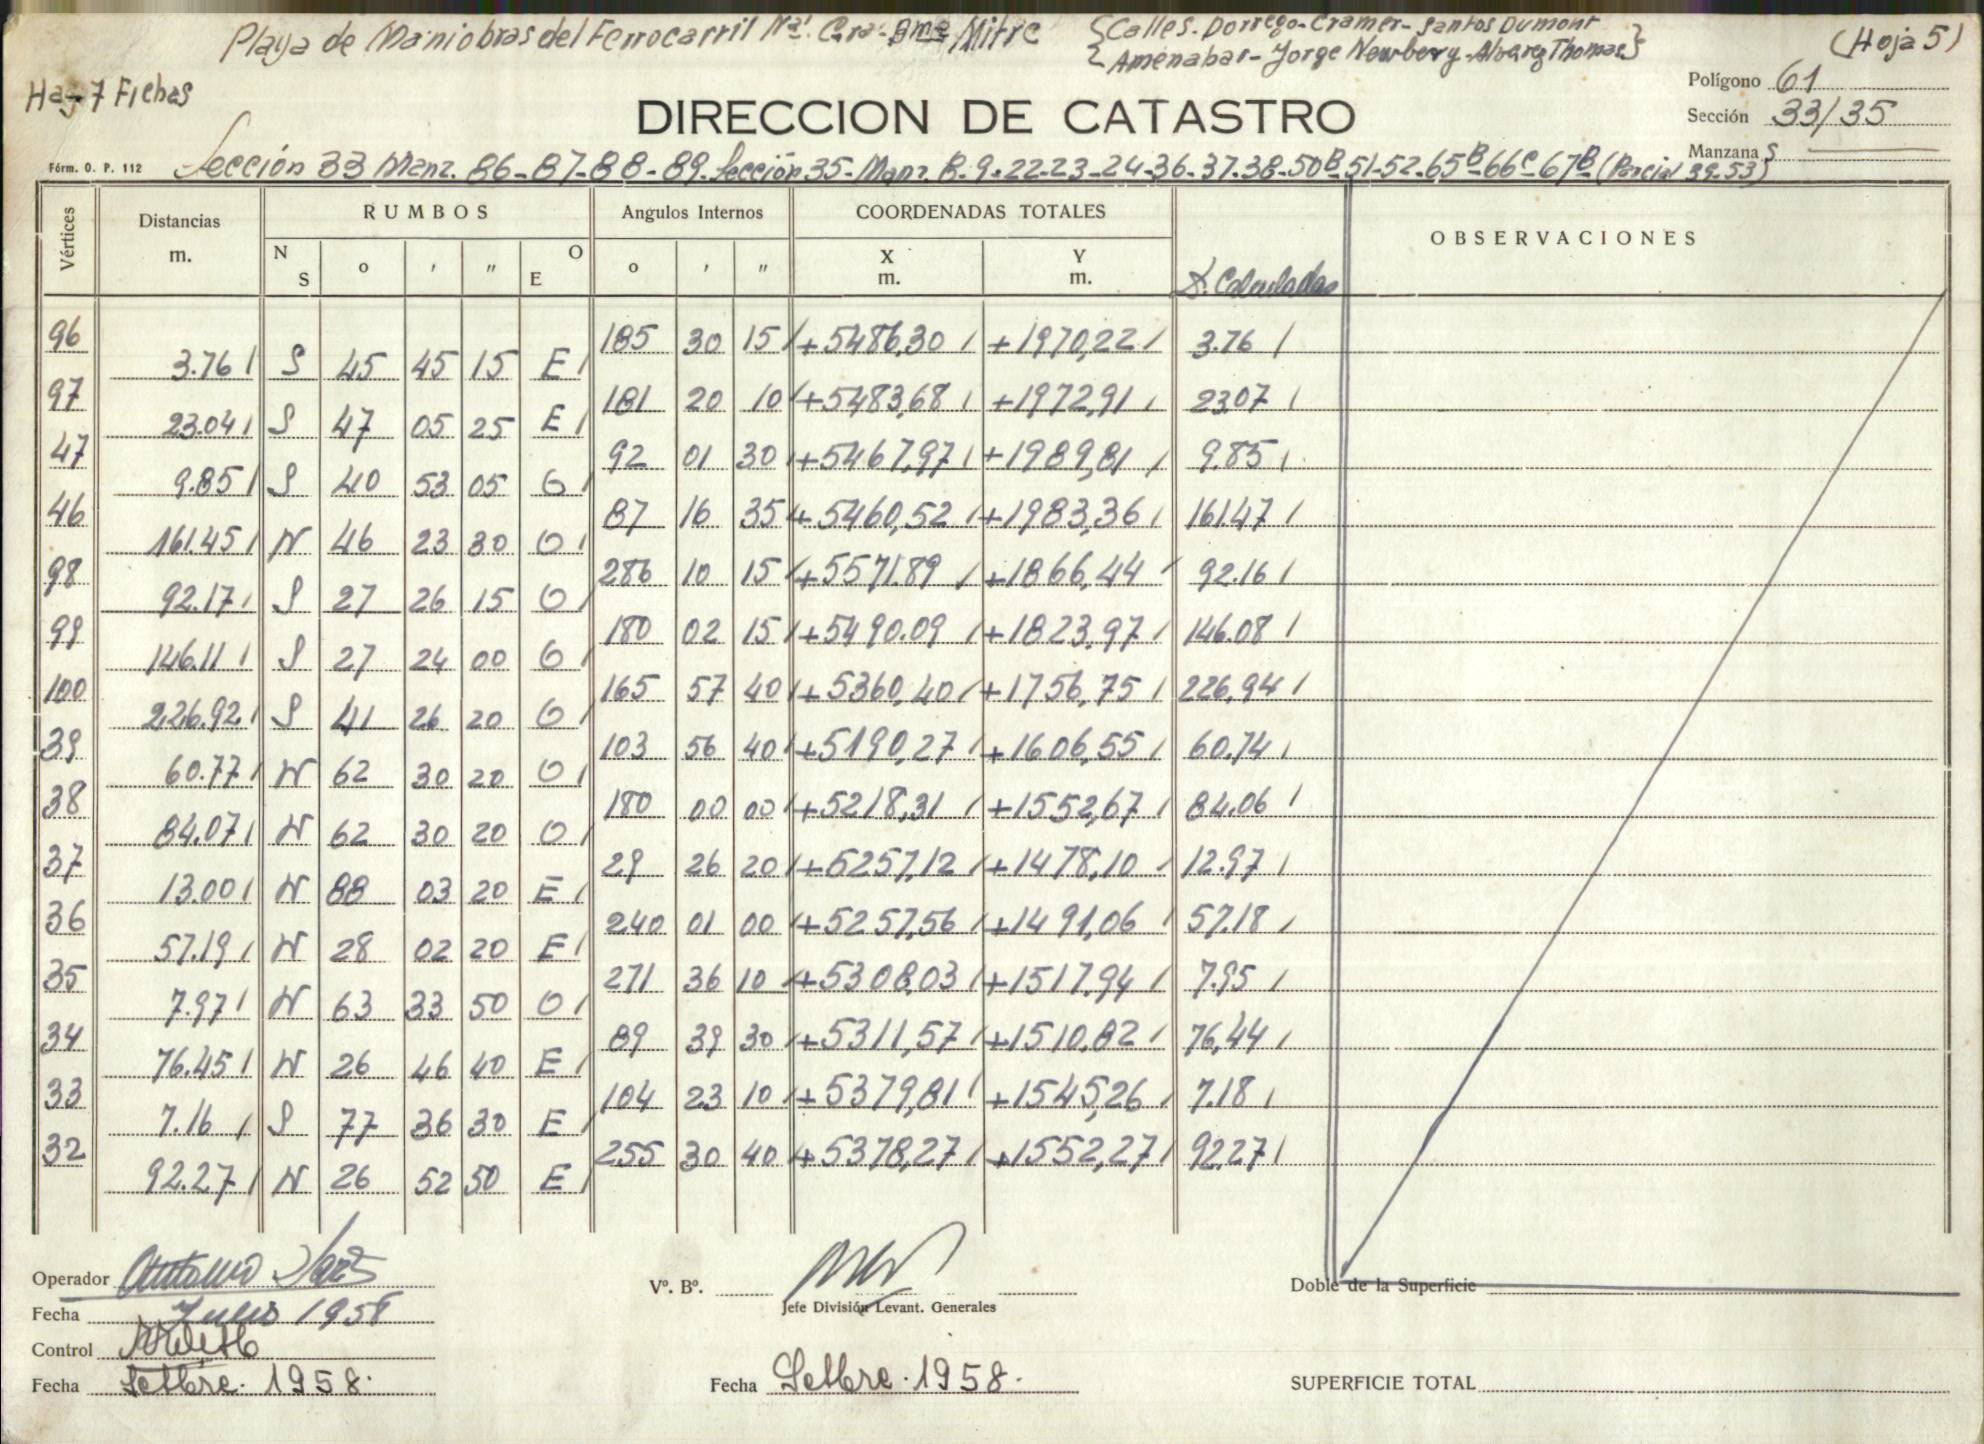 Playa de Maniobras del Ferrocarril Nal. Gral. Bmé Mitre
Calles. Dorrego - Cramer - Santos Dumont
Amenabar - Jorge Newbery - Alvarez Thomas
(Hoja 5)
Hay 7 Fichas
DIRECCION DE CATASTRO
Polígono 61
Sección 33/35
Manzana S
Fórm. O. P. 112
Sección 33 Manz. 86-87-88-89. Sección 35-Manz. 8-9-22-23-24-36-37-38-50B-51-52-65B-66C-67B (Parcial 39-53)
Vértices Distancias m. RUMBOS Angulos Internos COORDENADAS TOTALES OBSERVACIONES
N S o ' " O E o ' " X m. Y m. D. Calculadas
96 185 30 15 +5486,30 +1970,22 3.76
3.76 S 45 45 15 E
97 181 20 10 +5483,68 +1972,91 23.07
23.04 S 47 05 25 E
47 92 01 30 +5467,97 +1989,81 9.85
9.85 S 40 53 05 O
46 87 16 35 +5460,52 +1983,36 161.47
161.45 N 46 23 30 O
98 286 10 15 +5571.89 +1866,44 92.16
92.17 S 27 26 15 O
99 180 02 15 +5490.09 +1823,97 146.08
146.11 S 27 24 00 O
100 165 57 40 +5360,40 +1756,75 226,94
226.92 S 41 26 20 O
39 103 56 40 +5190,27 +1606,55 60.74
60.77 N 62 30 20 O
38 180 00 00 +5218,31 +1552,67 84.06
84.07 N 62 30 20 O
37 29 26 20 +5257,12 +1478,10 12.97
13.00 N 88 03 20 E
36 240 01 00 +5257,56 +1491,06 57.18
57.19 N 28 02 20 E
35 271 36 10 +5308,03 +1517,94 7.95
7.97 N 63 33 50 O
34 89 39 30 +5311,57 +1510,82 76,44
76.45 N 26 46 40 E
33 104 23 10 +5379,81 +1545,26 7.18
7.16 S 77 36 30 E
32 255 30 40 +5378,27 +1552,27 92.27
92.27 N 26 52 50 E
Operador Antonio
Fecha Julio 1958
Control
Fecha Setbre. 1958.
Vº. Bº.
Jefe División Levant. Generales
Fecha Setbre. 1958.
Doble de la Superficie
SUPERFICIE TOTAL